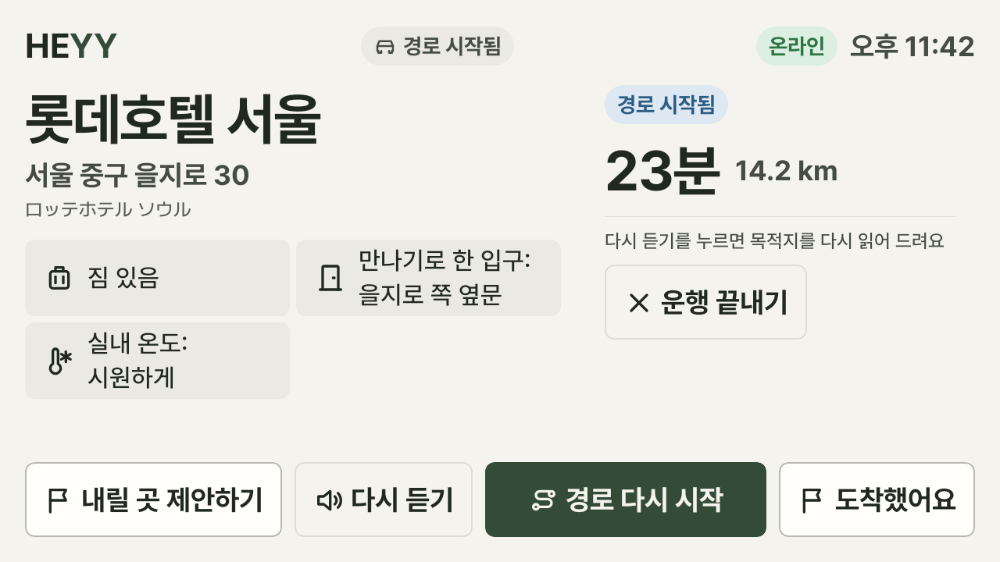 HEYY
경로 시작됨
온라인
오후 11:42
롯데호텔 서울
서울 중구 을지로 30
ロッテホテル ソウル
짐 있음
만나기로 한 입구:
을지로 쪽 옆문
실내 온도:
시원하게
경로 시작됨
23분 14.2 km
다시 듣기를 누르면 목적지를 다시 읽어 드려요
운행 끝내기
내릴 곳 제안하기
다시 듣기
경로 다시 시작
도착했어요